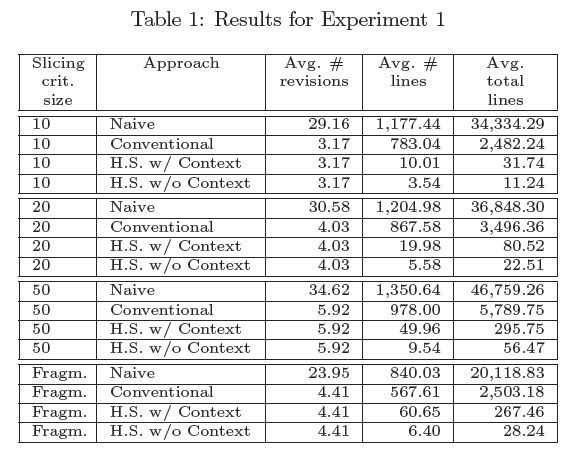 Table 1: Results for Experiment 1
Slicing crit. size Approach Avg. # revisions Avg. # lines Avg. total lines
10 Naive 29.16 1,177.44 34,334.29
10 Conventional 3.17 783.04 2,482.24
10 H.S. w/ Context 3.17 10.01 31.74
10 H.S. w/o Context 3.17 3.54 11.24
20 Naive 30.58 1,204.98 36,848.30
20 Conventional 4.03 867.58 3,496.36
20 H.S. w/ Context 4.03 19.98 80.52
20 H.S. w/o Context 4.03 5.58 22.51
50 Naive 34.62 1,350.64 46,759.26
50 Conventional 5.92 978.00 5,789.75
50 H.S. w/ Context 5.92 49.96 295.75
50 H.S. w/o Context 5.92 9.54 56.47
Fragm. Naive 23.95 840.03 20,118.83
Fragm. Conventional 4.41 567.61 2,503.18
Fragm. H.S. w/ Context 4.41 60.65 267.46
Fragm. H.S. w/o Context 4.41 6.40 28.24